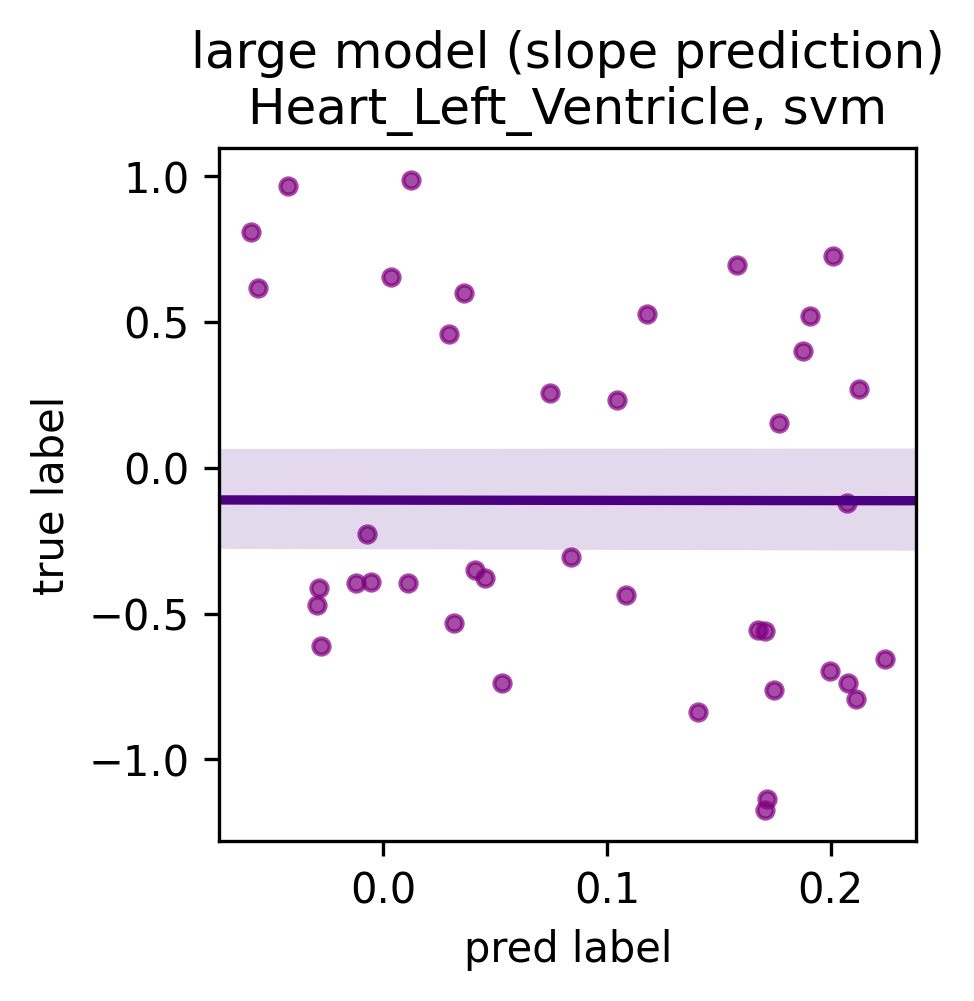 large model (slope prediction)
Heart_Left_Ventricle, svm
1.0
0.5
0.0
−0.5
−1.0
true label
0.0
0.1
0.2
pred label